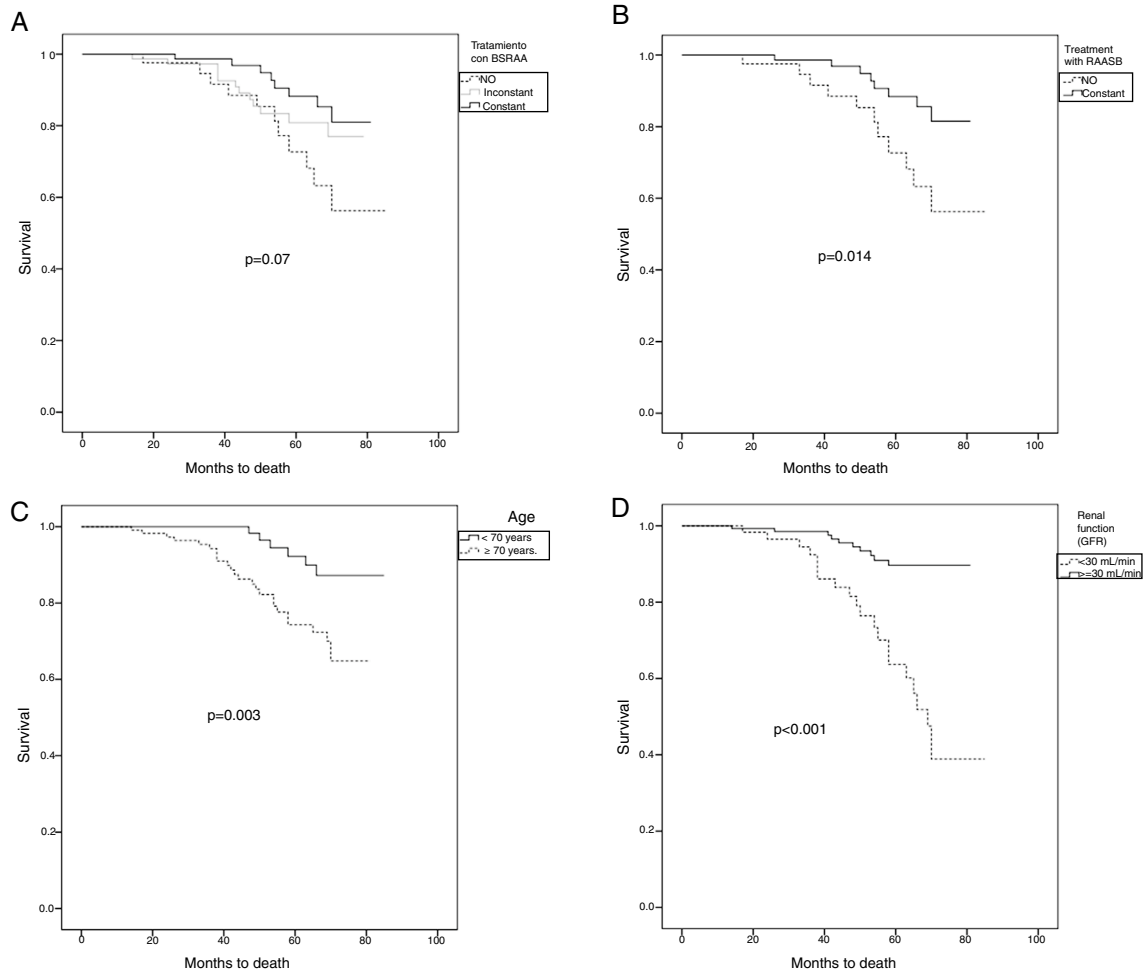 A
Tratamiento
con BSRAA
NO
Inconstant
Constant
1 0
0.8
0.6
0.4
0.2
0.0
Survival
p=0.07
0 20 40 60 80 100
Months to death
B
Treatment
with RAASB
NO
Constant
1.0
0.8
0.6
0.4
0.2
0.0
Survival
p=0.014
0 20 40 60 80 100
Months to death
C
Age
< 70 years
≥ 70 years.
1.0
0.8
0.6
0.4
0.2
0.0
Survival
p=0.003
0 20 40 60 80 100
Months to death
D
Renal
function
(GFR)
<30 mL/min
>=30 mL/min
1.0
0.8
0.6
0.4
0.2
0.0
Survival
p<0.001
0 20 40 60 80 100
Months to death